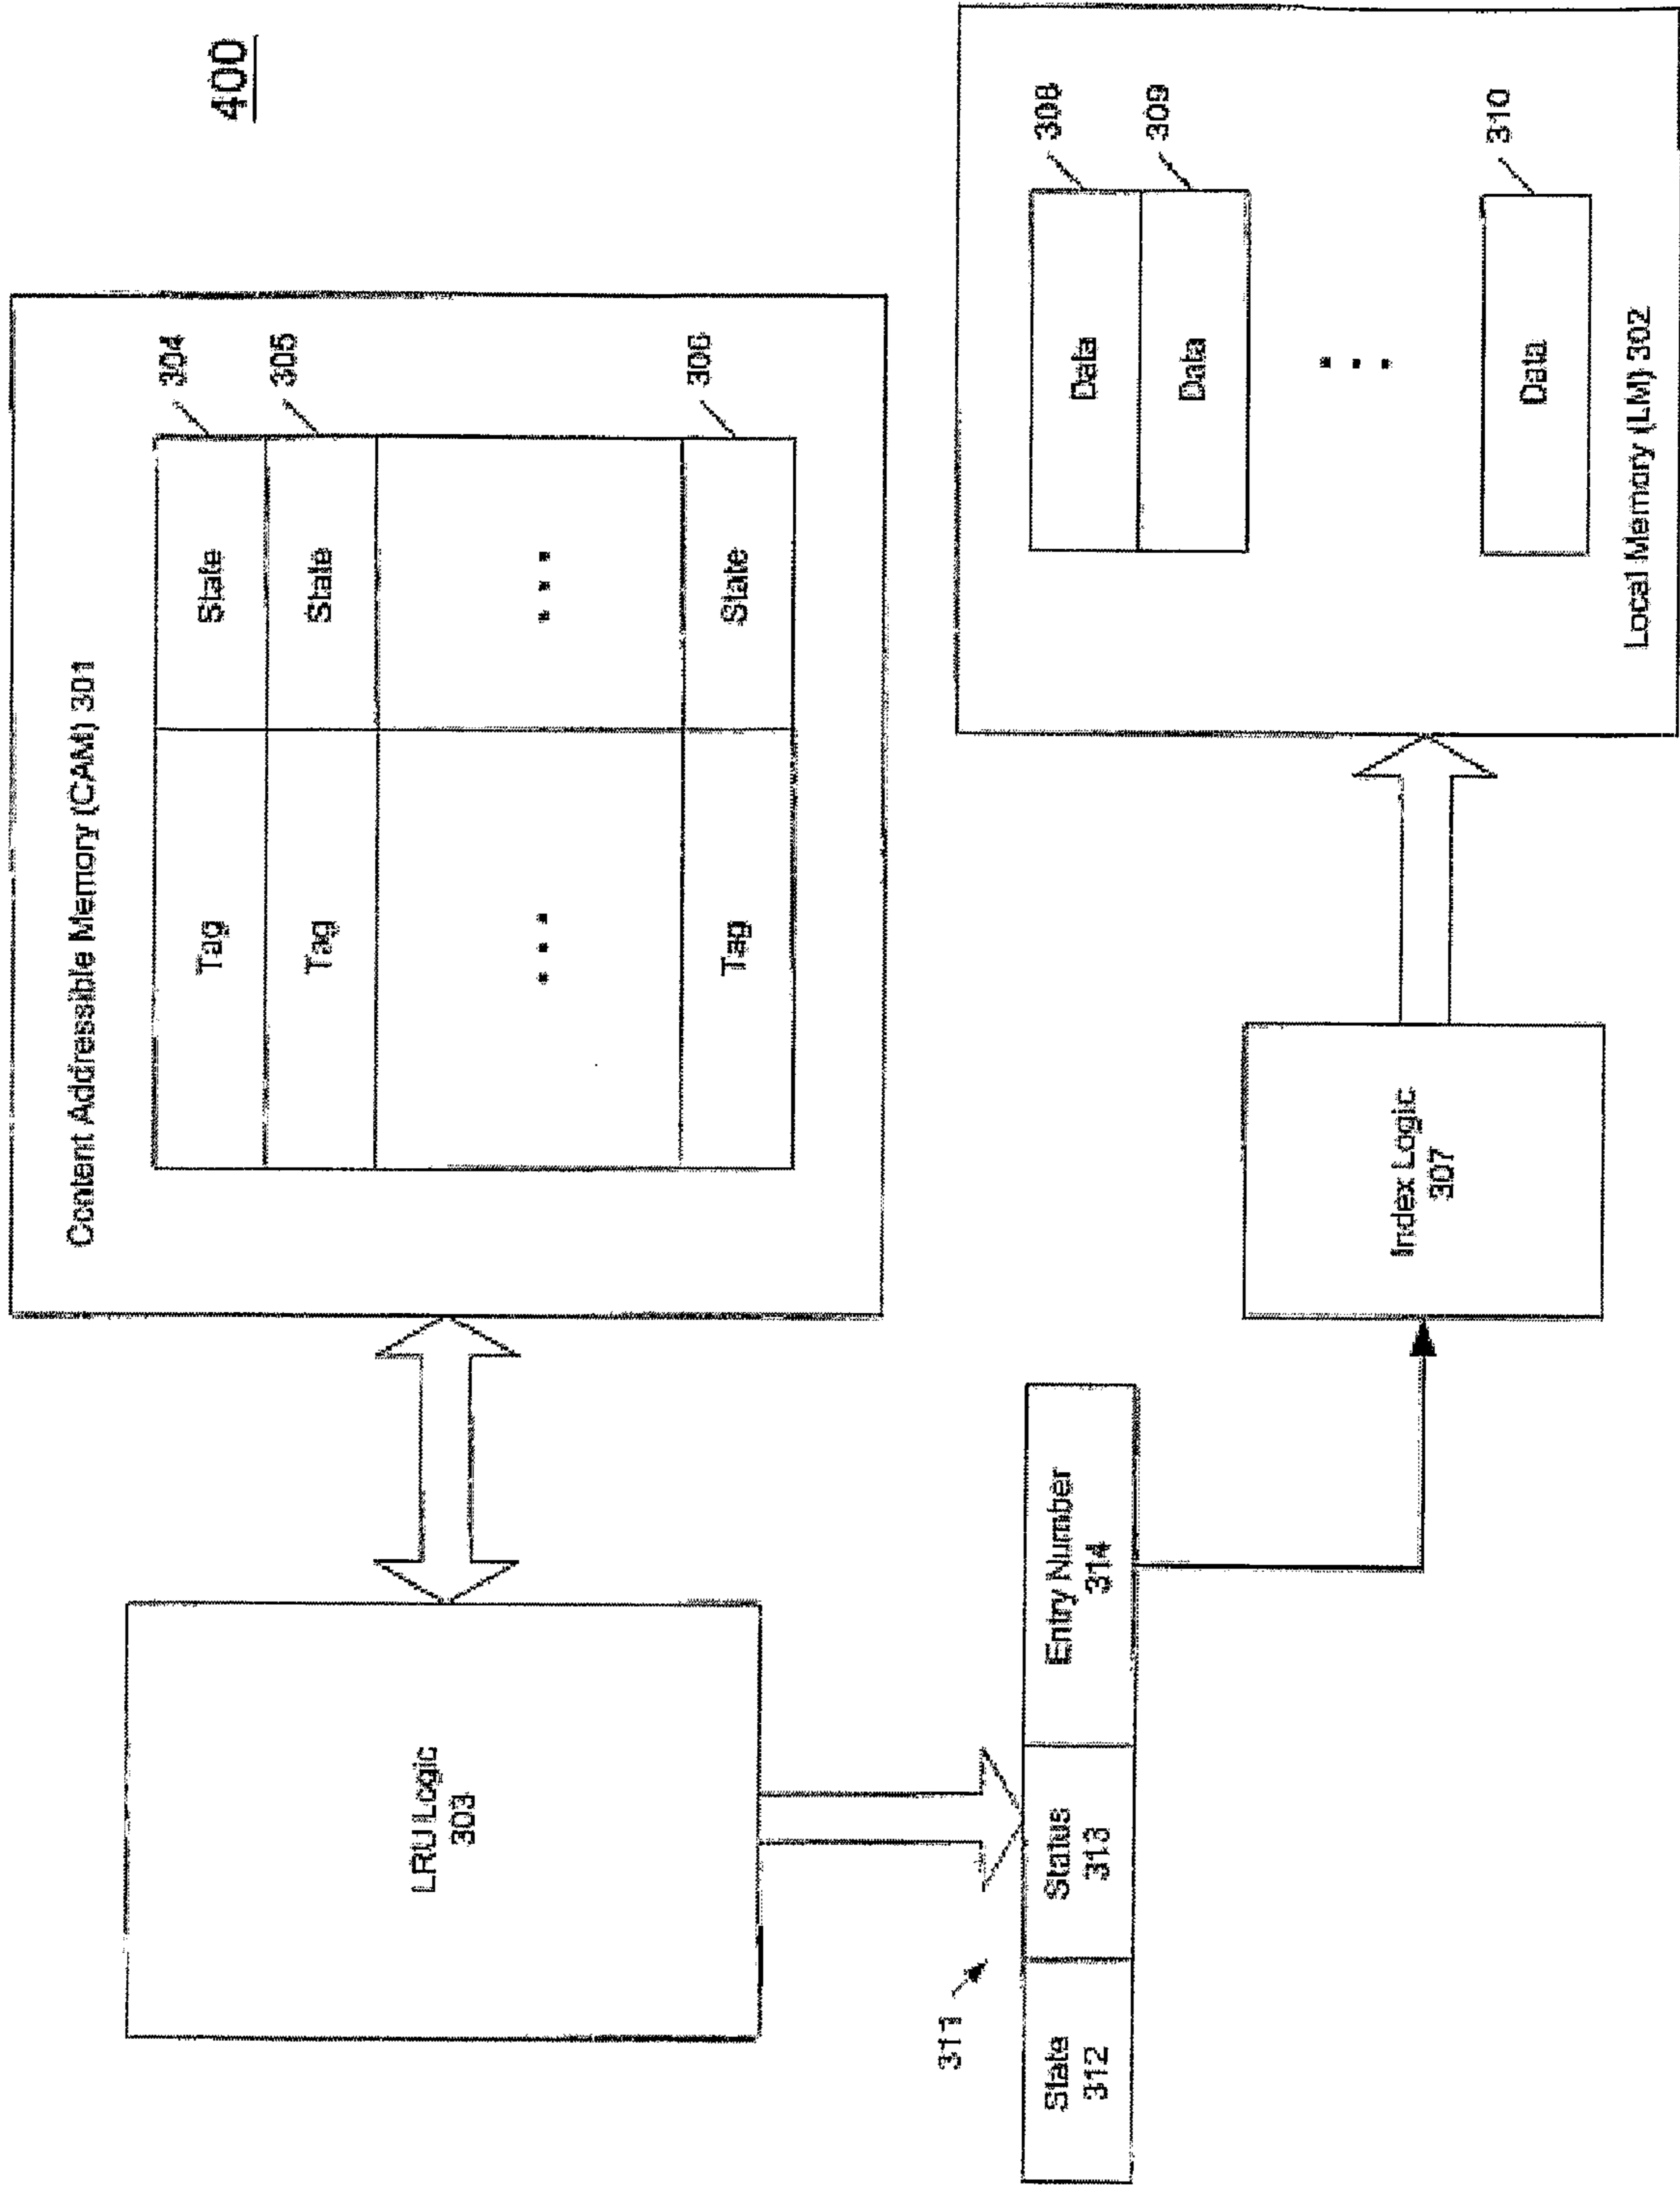 400
Content Addressible Memory (CAM) 301
Tag State 304
Tag State 305
Tag State 306
LRU Logic
303
311
State
312
Status
313
Entry Number
314
Index Logic
307
Data 308
Data 309
Data 310
Local Memory (LM) 302